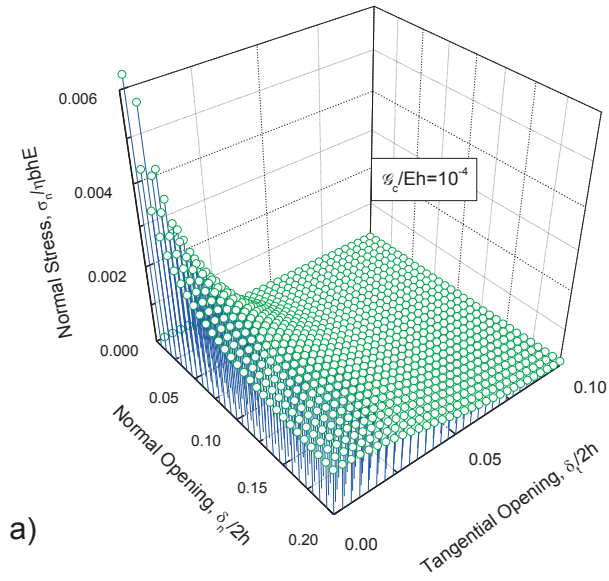 0.006
0.004
0.002
0.000
Normal Stress, σn/ηbhE
𝒢c/Eh=10-4
0.05
0.10
0.15
0.20
Normal Opening, δn/2h
0.00
0.05
0.10
Tangential Opening, δt/2h
a)